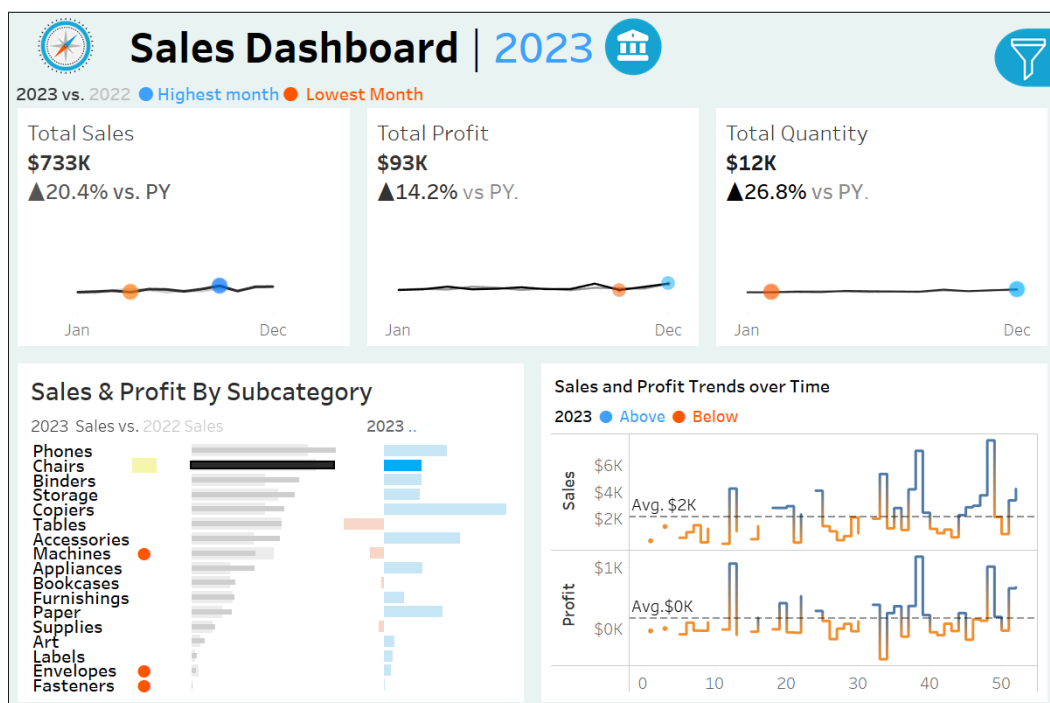 Sales Dashboard | 2023
2023 vs. 2022 Highest month Lowest Month
Total Sales
$733K
▲20.4% vs. PY
Jan Dec
Total Profit
$93K
▲14.2% vs PY.
Jan Dec
Total Quantity
$12K
▲26.8% vs PY.
Jan Dec
Sales & Profit By Subcategory
2023 Sales vs. 2022 Sales 2023 ..
Phones
Chairs
Binders
Storage
Copiers
Tables
Accessories
Machines
Appliances
Bookcases
Furnishings
Paper
Supplies
Art
Labels
Envelopes
Fasteners
Sales and Profit Trends over Time
2023 Above Below
Sales
$6K
$4K
$2K
Avg. $2K
Profit
$1K
$0K
Avg.$0K
0 10 20 30 40 50